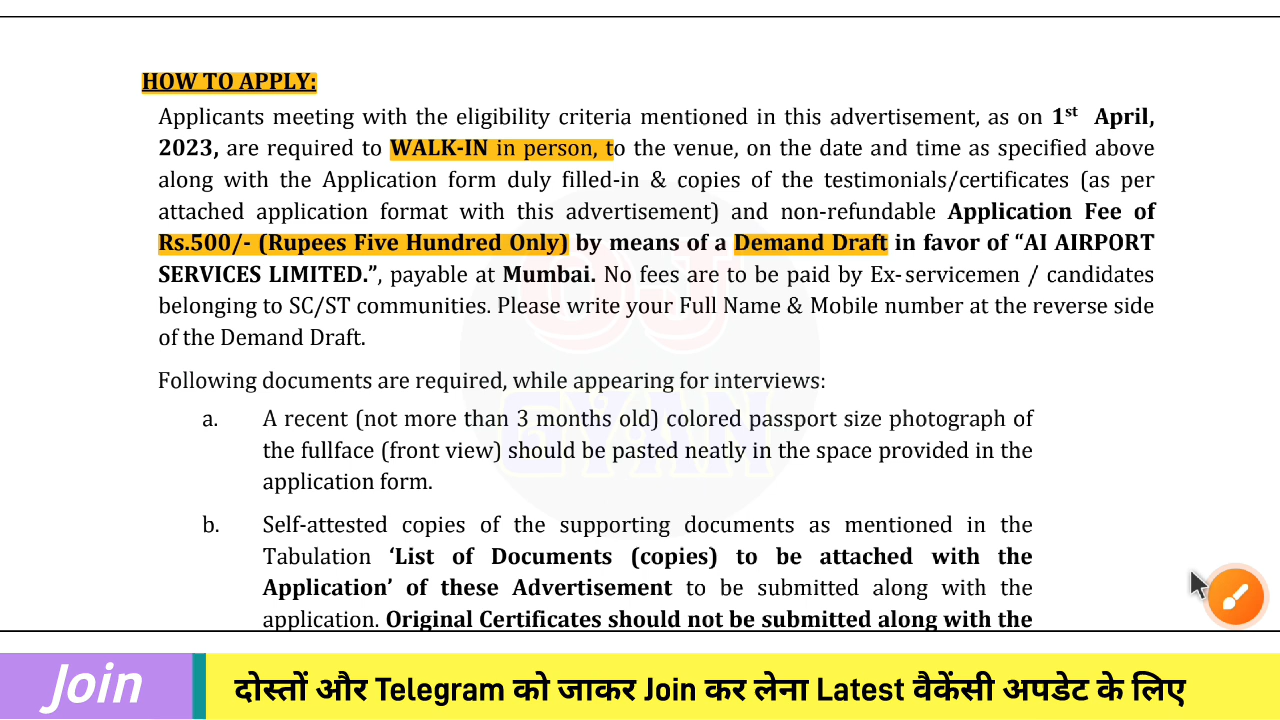 HOW TO APPLY:
Applicants meeting with the eligibility criteria mentioned in this advertisement, as on 1st April,
2023, are required to WALK-IN in person, to the venue, on the date and time as specified above
along with the Application form duly filled-in & copies of the testimonials/certificates (as per
attached application format with this advertisement) and non-refundable Application Fee of
Rs.500/- (Rupees Five Hundred Only) by means of a Demand Draft in favor of “AI AIRPORT
SERVICES LIMITED.”, payable at Mumbai. No fees are to be paid by Ex-servicemen / candidates
belonging to SC/ST communities. Please write your Full Name & Mobile number at the reverse side
of the Demand Draft.
Following documents are required, while appearing for interviews:
a. A recent (not more than 3 months old) colored passport size photograph of
the fullface (front view) should be pasted neatly in the space provided in the
application form.
b. Self-attested copies of the supporting documents as mentioned in the
Tabulation ‘List of Documents (copies) to be attached with the
Application’ of these Advertisement to be submitted along with the
application. Original Certificates should not be submitted along with the
Join दोस्तों और Telegram को जाकर Join कर लेना Latest वैकेंसी अपडेट के लिए